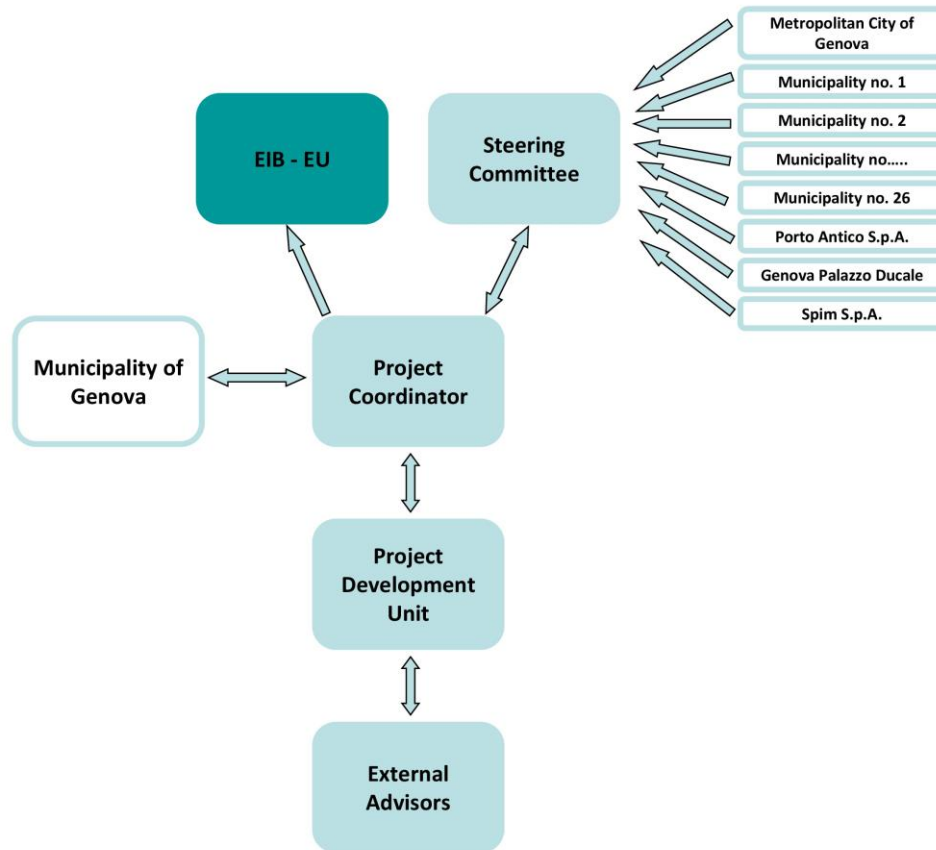 Metropolitan City of
Genova
Municipality no. 1
Municipality no. 2
Municipality no.....
Municipality no. 26
Porto Antico S.p.A.
Genova Palazzo Ducale
Spim S.p.A.
EIB - EU
Steering
Committee
Municipality of
Genova
Project
Coordinator
Project
Development
Unit
External
Advisors